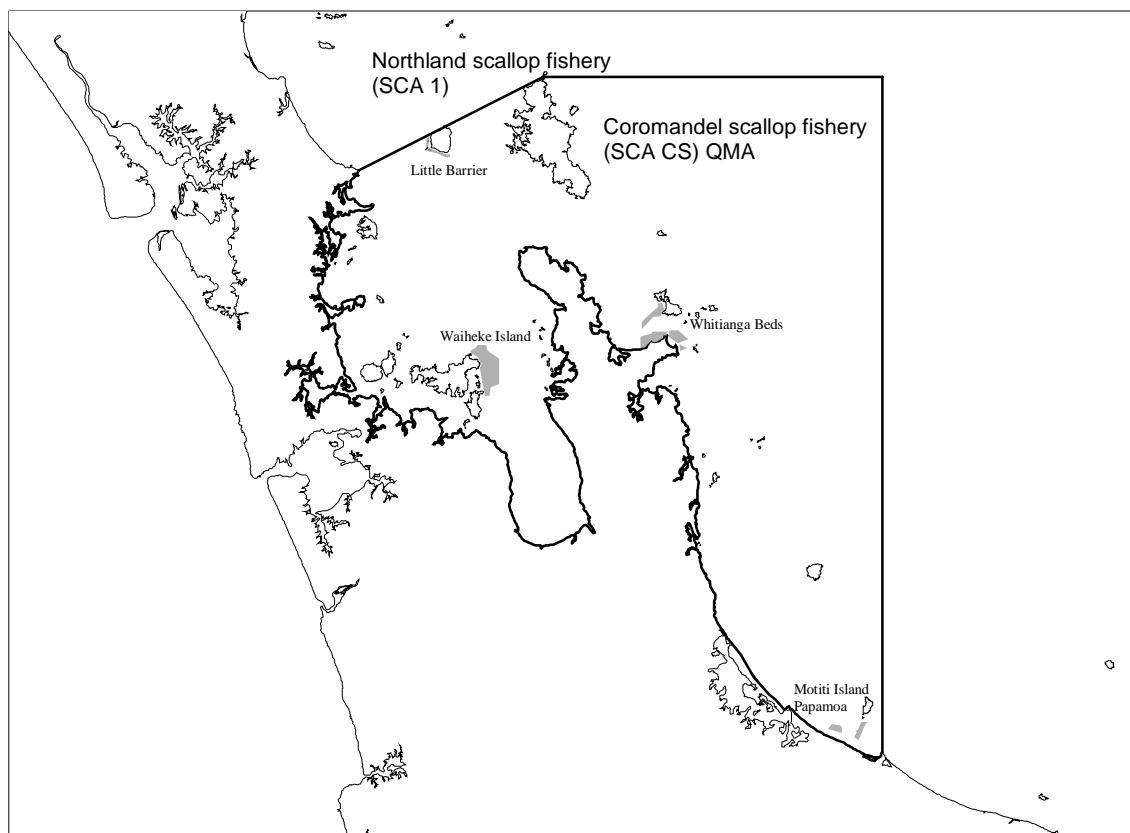 Northland scallop fishery
(SCA 1)
Coromandel scallop fishery
(SCA CS) QMA
Little Barrier
Whitianga Beds
Waiheke Island
Motiti Island
Papamoa